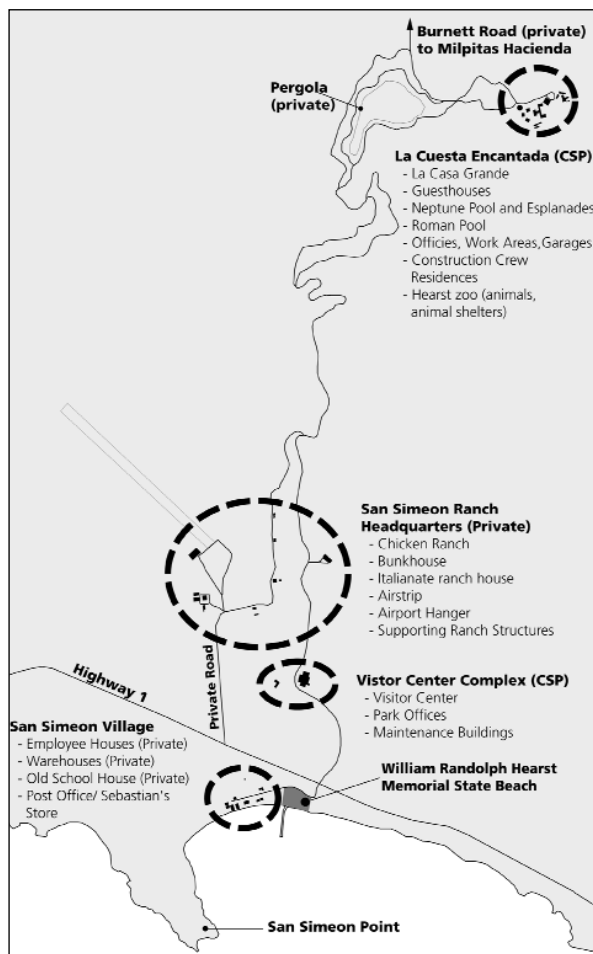 Burnett Road (private)
to Milpitas Hacienda
Pergola
(private)
La Cuesta Encantada (CSP)
- La Casa Grande
- Guesthouses
- Neptune Pool and Esplanades
- Roman Pool
- Officies, Work Areas,Garages
- Construction Crew
Residences
- Hearst zoo (animals,
animal shelters)
San Simeon Ranch
Headquarters (Private)
- Chicken Ranch
- Bunkhouse
- Italianate ranch house
- Airstrip
- Airport Hanger
- Supporting Ranch Structures
Highway 1
Private Road
Vistor Center Complex (CSP)
- Visitor Center
- Park Offices
- Maintenance Buildings
San Simeon Village
- Employee Houses (Private)
- Warehouses (Private)
- Old School House (Private)
- Post Office/ Sebastian's
Store
William Randolph Hearst
Memorial State Beach
San Simeon Point